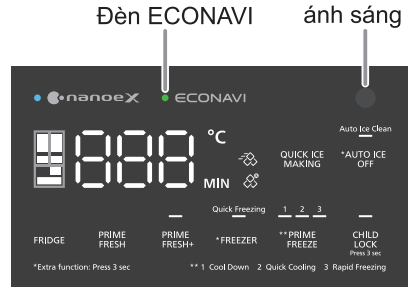 Đèn ECONAVI
ánh sáng
nanoeX
ECONAVI
888 °C
MIN
Auto Ice Clean
QUICK ICE
MAKING
*AUTO ICE
OFF
Quick Freezing
1 2 3
FRIDGE
PRIME
FRESH
PRIME
FRESH+
*FREEZER
**PRIME
FREEZE
CHILD
LOCK
Press 3 sec
*Extra function: Press 3 sec
** 1 Cool Down 2 Quick Cooling 3 Rapid Freezing